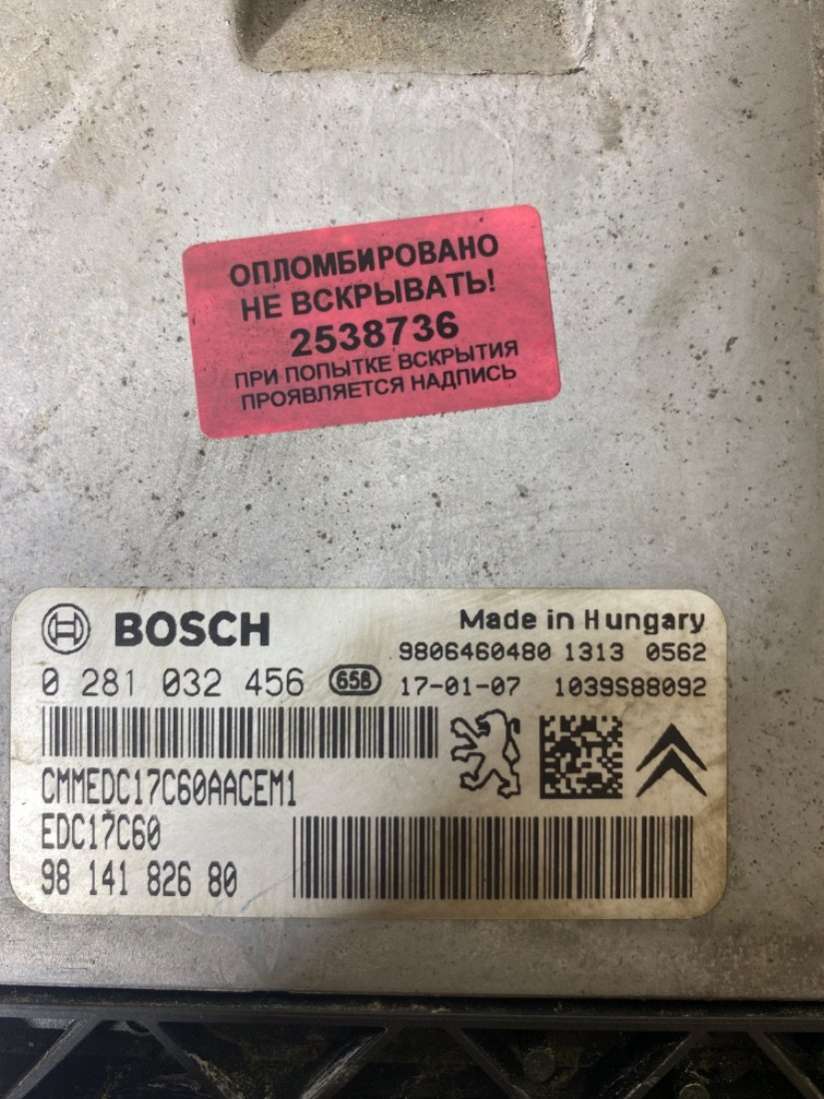 ОПЛОМБИРОВАНО
НЕ ВСКРЫВАТЬ!
2538736
ПРИ ПОПЫТКЕ ВСКРЫТИЯ
ПРОЯВЛЯЕТСЯ НАДПИСЬ
BOSCH
Made in Hungary
9806460480 1313 0562
0 281 032 456 658 17-01-07 1039S88092
CMMEDC17C60AACEM1
EDC17C60
98 141 826 80